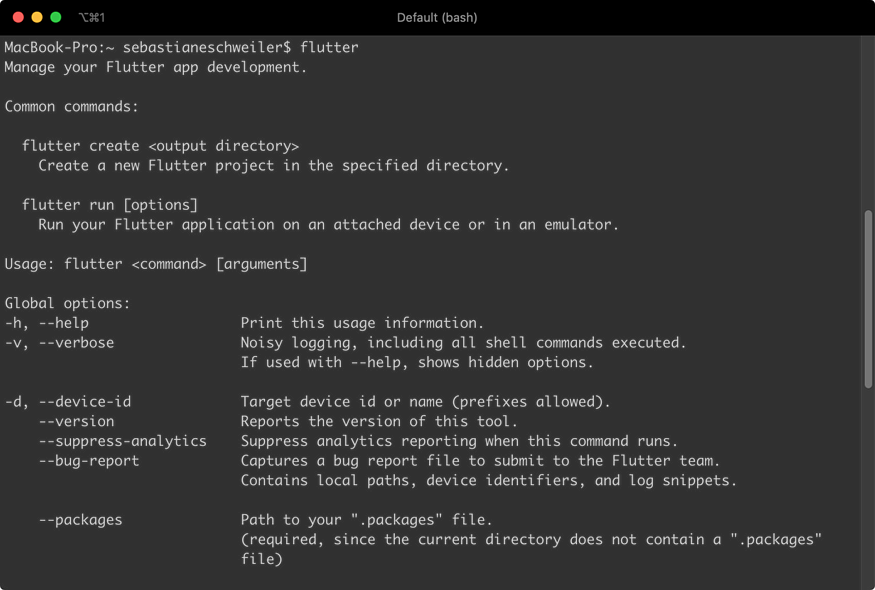 ⌥⌘1 Default (bash)
MacBook-Pro:~ sebastianeschweiler$ flutter
Manage your Flutter app development.
Common commands:
flutter create <output directory>
Create a new Flutter project in the specified directory.
flutter run [options]
Run your Flutter application on an attached device or in an emulator.
Usage: flutter <command> [arguments]
Global options:
-h, --help Print this usage information.
-v, --verbose Noisy logging, including all shell commands executed.
If used with --help, shows hidden options.
-d, --device-id Target device id or name (prefixes allowed).
--version Reports the version of this tool.
--suppress-analytics Suppress analytics reporting when this command runs.
--bug-report Captures a bug report file to submit to the Flutter team.
Contains local paths, device identifiers, and log snippets.
--packages Path to your ".packages" file.
(required, since the current directory does not contain a ".packages"
file)